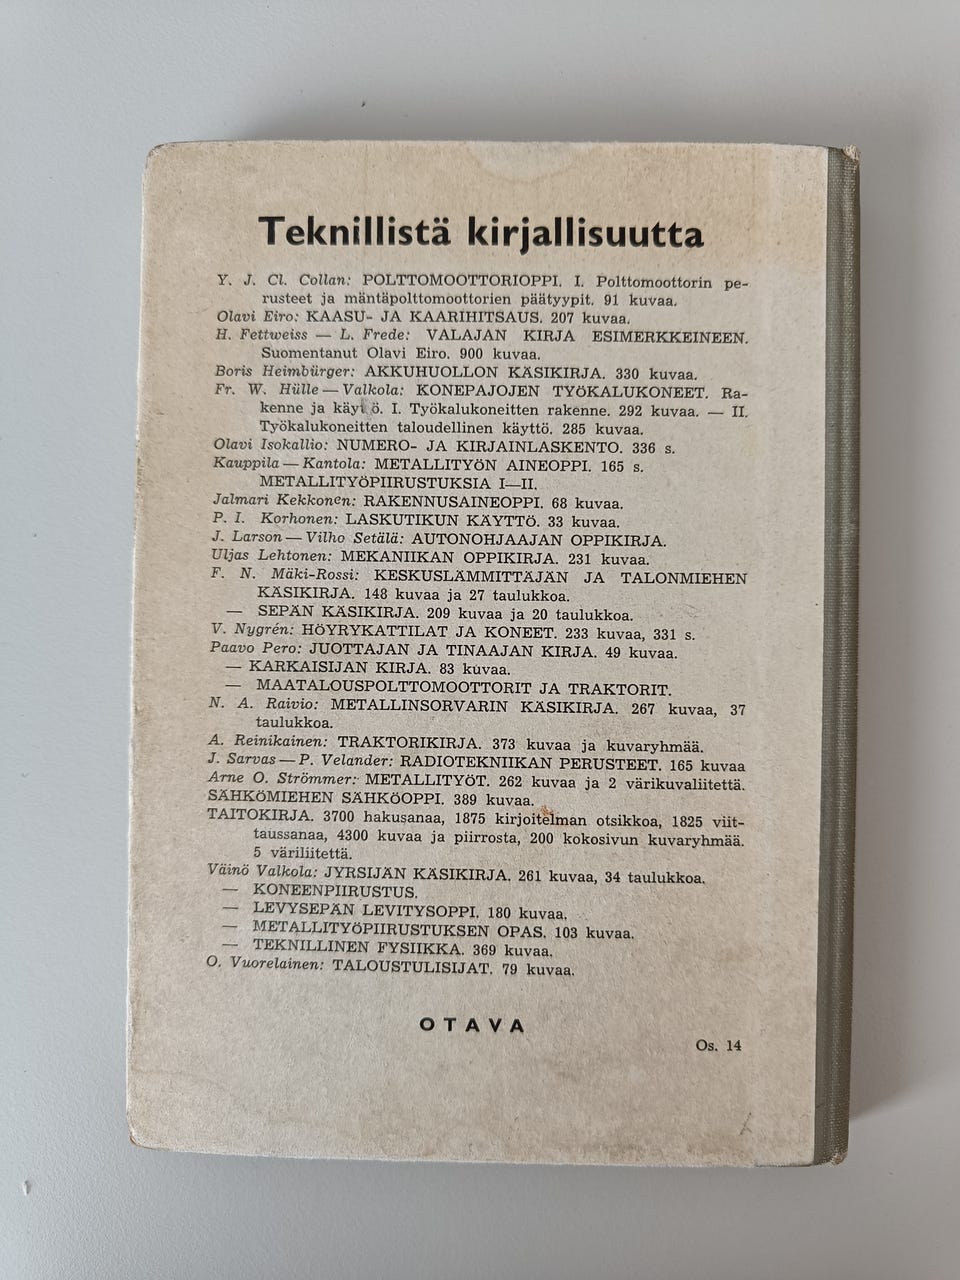 Teknillistä kirjallisuutta
Y. J. Cl. Collan: POLTTOMOOTTORIOPPI. I. Polttomoottorin pe-
rusteet ja mäntäpolttomoottorien päätyypit. 91 kuvaa.
Olavi Eiro: KAASU- JA KAARIHITSAUS. 207 kuvaa.
H. Fettweiss — L. Frede: VALAJAN KIRJA ESIMERKKEINEEN.
Suomentanut Olavi Eiro. 900 kuvaa.
Boris Heimbürger: AKKUHUOLLON KÄSIKIRJA. 330 kuvaa.
Fr. W. Hülle — Valkola: KONEPAJOJEN TYÖKALUKONEET. Ra-
kenne ja käyttö. I. Työkalukoneitten rakenne. 292 kuvaa. — II.
Työkalukoneitten taloudellinen käyttö. 285 kuvaa.
Olavi Isokallio: NUMERO- JA KIRJAINLASKENTO. 336 s.
Kauppila — Kantola: METALLITYÖN AINEOPPI. 165 s.
METALLITYÖPIIRUSTUKSIA I—II.
Jalmari Kekkonen: RAKENNUSAINEOPPI. 68 kuvaa.
P. I. Korhonen: LASKUTIKUN KÄYTTÖ. 33 kuvaa.
J. Larson — Vilho Setälä: AUTONOHJAAJAN OPPIKIRJA.
Uljas Lehtonen: MEKANIIKAN OPPIKIRJA. 231 kuvaa.
F. N. Mäki-Rossi: KESKUSLÄMMITTÄJÄN JA TALONMIEHEN
KÄSIKIRJA. 148 kuvaa ja 27 taulukkoa.
— SEPÄN KÄSIKIRJA. 209 kuvaa ja 20 taulukkoa.
V. Nygrén: HÖYRYKATTILAT JA KONEET. 233 kuvaa, 331 s.
Paavo Pero: JUOTTAJAN JA TINAAJAN KIRJA. 49 kuvaa.
— KARKAISIJAN KIRJA. 83 kuvaa.
— MAATALOUSPOLTTOMOOTTORIT JA TRAKTORIT.
N. A. Raivio: METALLINSORVARIN KÄSIKIRJA. 267 kuvaa, 37
taulukkoa.
A. Reinikainen: TRAKTORIKIRJA. 373 kuvaa ja kuvaryhmää.
J. Sarvas — P. Velander: RADIOTEKNIIKAN PERUSTEET. 165 kuvaa
Arne O. Strömmer: METALLITYÖT. 262 kuvaa ja 2 värikuvaliitettä.
SÄHKÖMIEHEN SÄHKÖOPPI. 389 kuvaa.
TAITOKIRJA. 3700 hakusanaa, 1875 kirjoitelman otsikkoa, 1825 viit-
taussanaa, 4300 kuvaa ja piirrosta, 200 kokosivun kuvaryhmää.
5 väriliitettä.
Väinö Valkola: JYRSIJÄN KÄSIKIRJA. 261 kuvaa, 34 taulukkoa.
— KONEENPIIRUSTUS.
— LEVYSEPÄN LEVITYSOPPI. 180 kuvaa.
— METALLITYÖPIIRUSTUKSEN OPAS. 103 kuvaa.
— TEKNILLINEN FYSIIKKA. 369 kuvaa.
O. Vuorelainen: TALOUSTULISIJAT. 79 kuvaa.
OTAVA
Os. 14